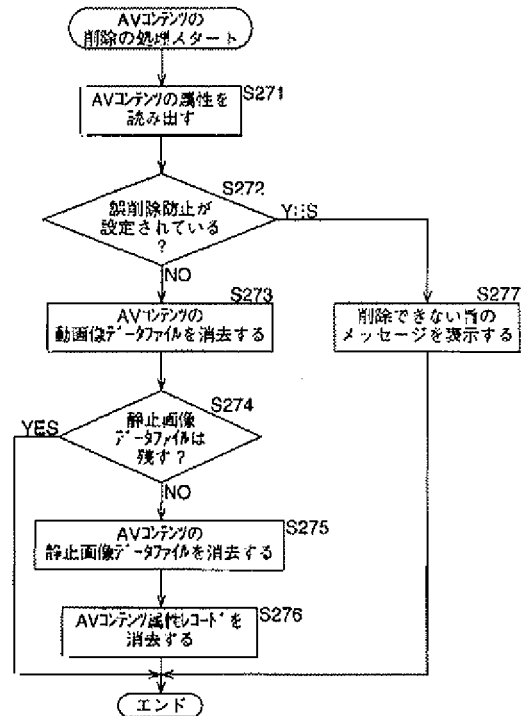 AVコンテンツの
削除の処理スタート
S271
AVコンテンツの属性を
読み出す
S272
誤削除防止が
設定されている
?
YES
NO
S273
AVコンテンツの
動画像データファイルを消去する
S277
削除できない旨の
メッセージを表示する
S274
静止画像
データファイルは
残す?
YES
NO
S275
AVコンテンツの
静止画像データファイルを消去する
S276
AVコンテンツ属性レコードを
消去する
エンド